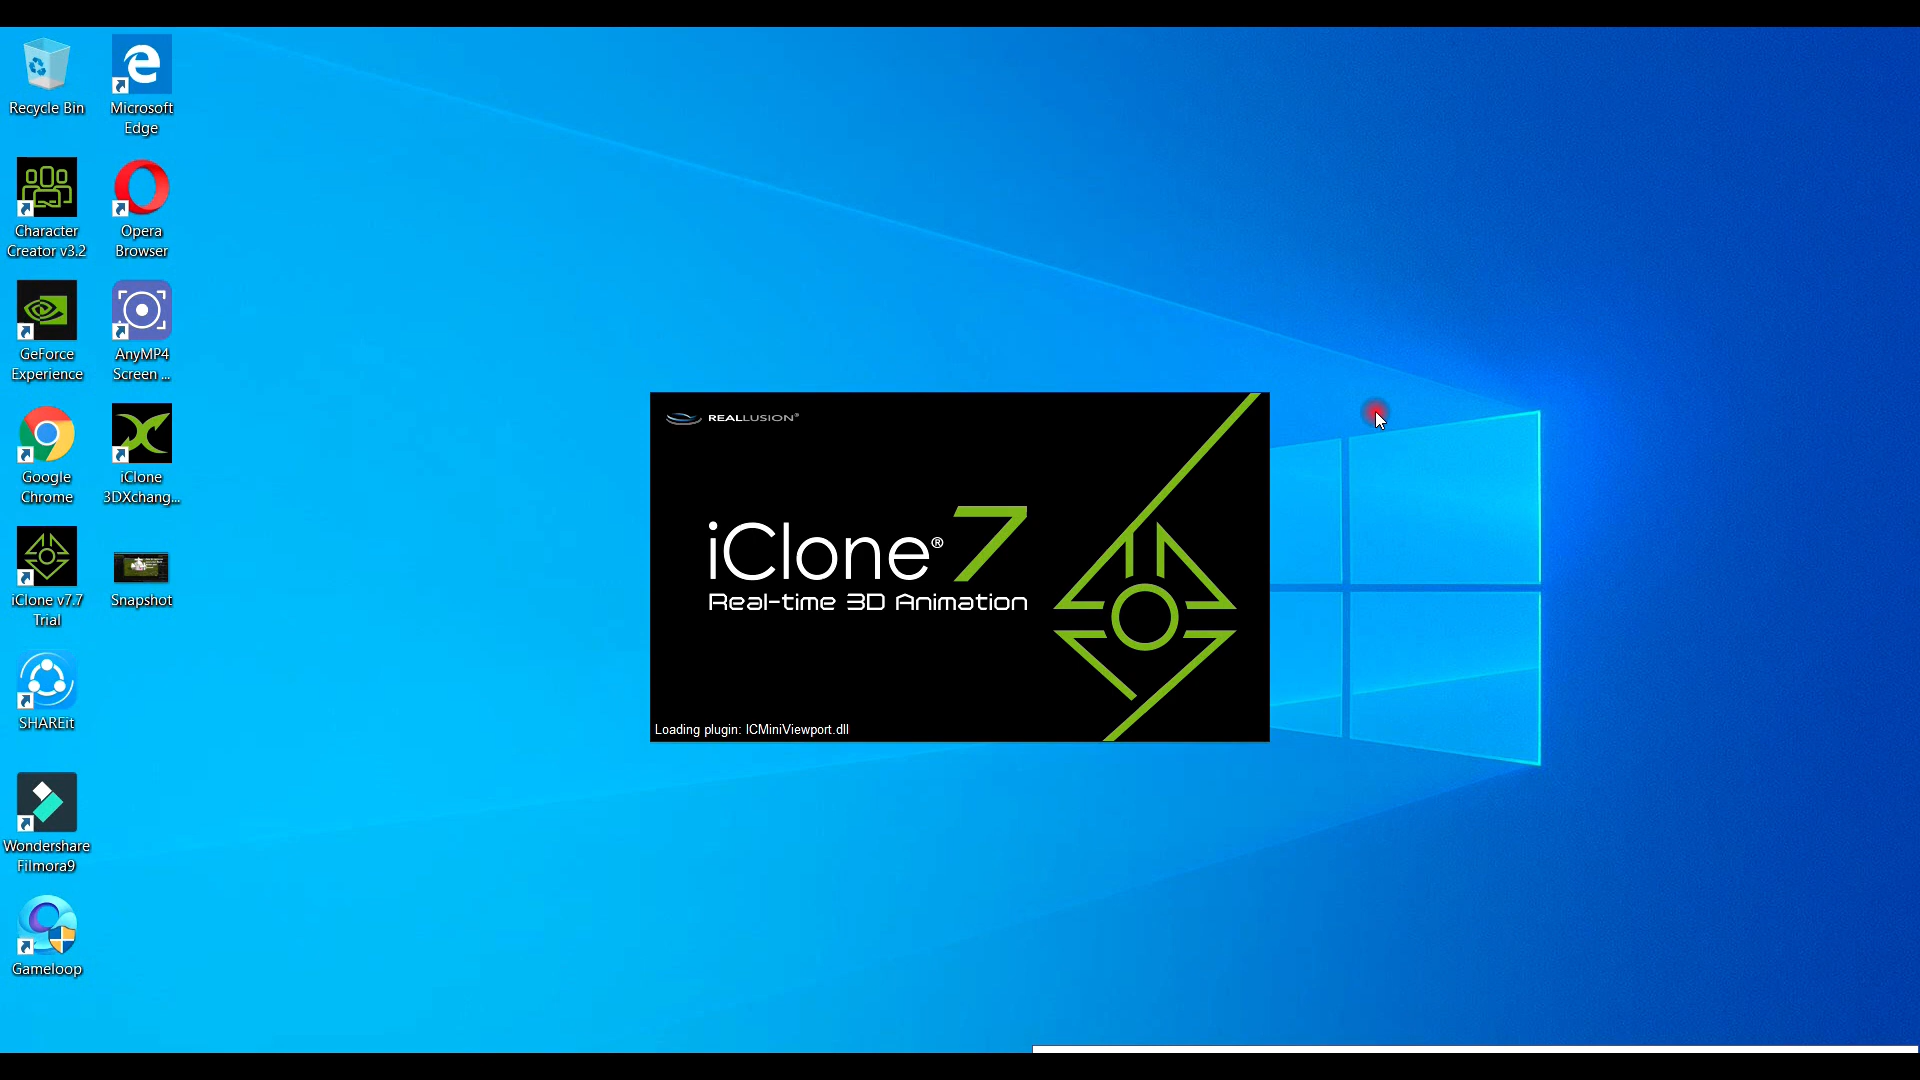 Recycle Bin
Microsoft
Edge
Character
Creator v3.2
Opera
Browser
GeForce
Experience
AnyMP4
Screen ...
Google
Chrome
iClone
3DXchang...
iClone v7.7
Trial
Snapshot
SHAREit
Wondershare
Filmora9
Gameloop
REALLUSION®
iClone® 7
Real-time 3D Animation
Loading plugin: ICMiniViewport.dll